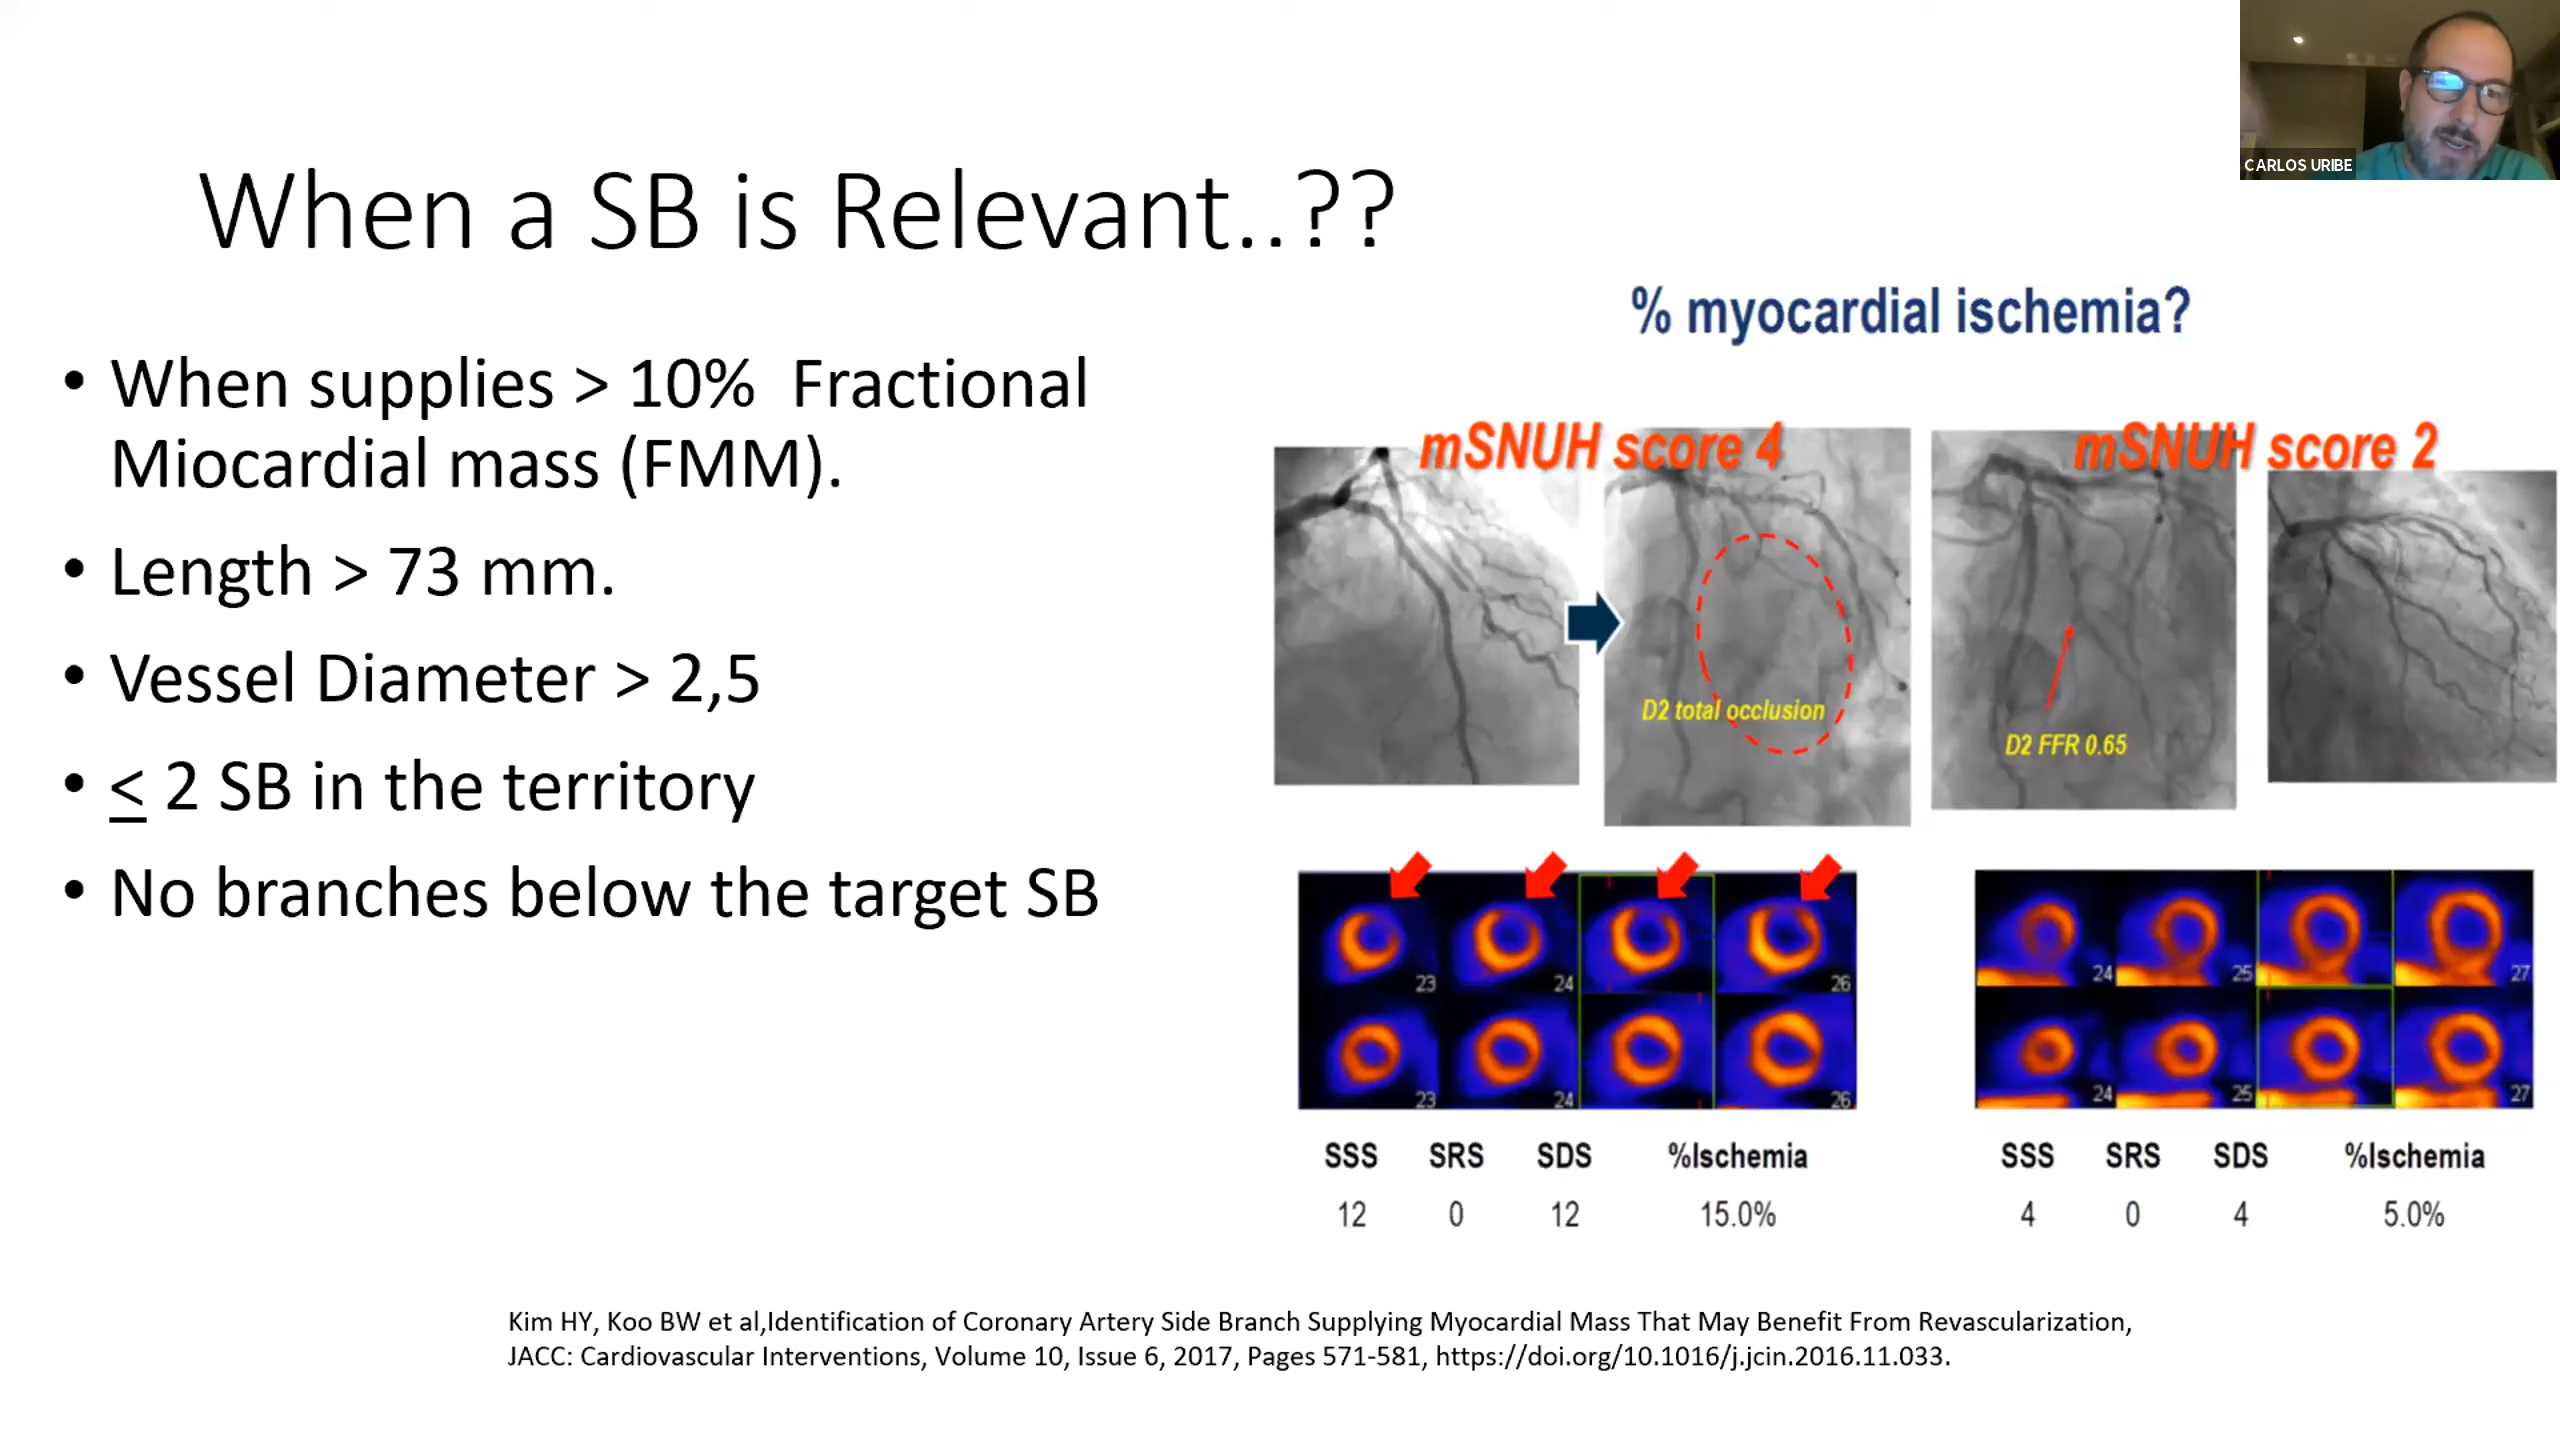 CARLOS URIBE
When a SB is Relevant..??
• When supplies > 10%  Fractional
Miocardial mass (FMM).
• Length > 73 mm.
• Vessel Diameter > 2,5
• < 2 SB in the territory
• No branches below the target SB
% myocardial ischemia?
mSNUH score 4
mSNUH score 2
D2 total occlusion
D2 FFR 0.65
23 24 26
23 24 26
24 25 27
24 25 27
SSS SRS SDS %Ischemia
12 0 12 15.0%
SSS SRS SDS %Ischemia
4 0 4 5.0%
Kim HY, Koo BW et al,Identification of Coronary Artery Side Branch Supplying Myocardial Mass That May Benefit From Revascularization,
JACC: Cardiovascular Interventions, Volume 10, Issue 6, 2017, Pages 571-581, https://doi.org/10.1016/j.jcin.2016.11.033.